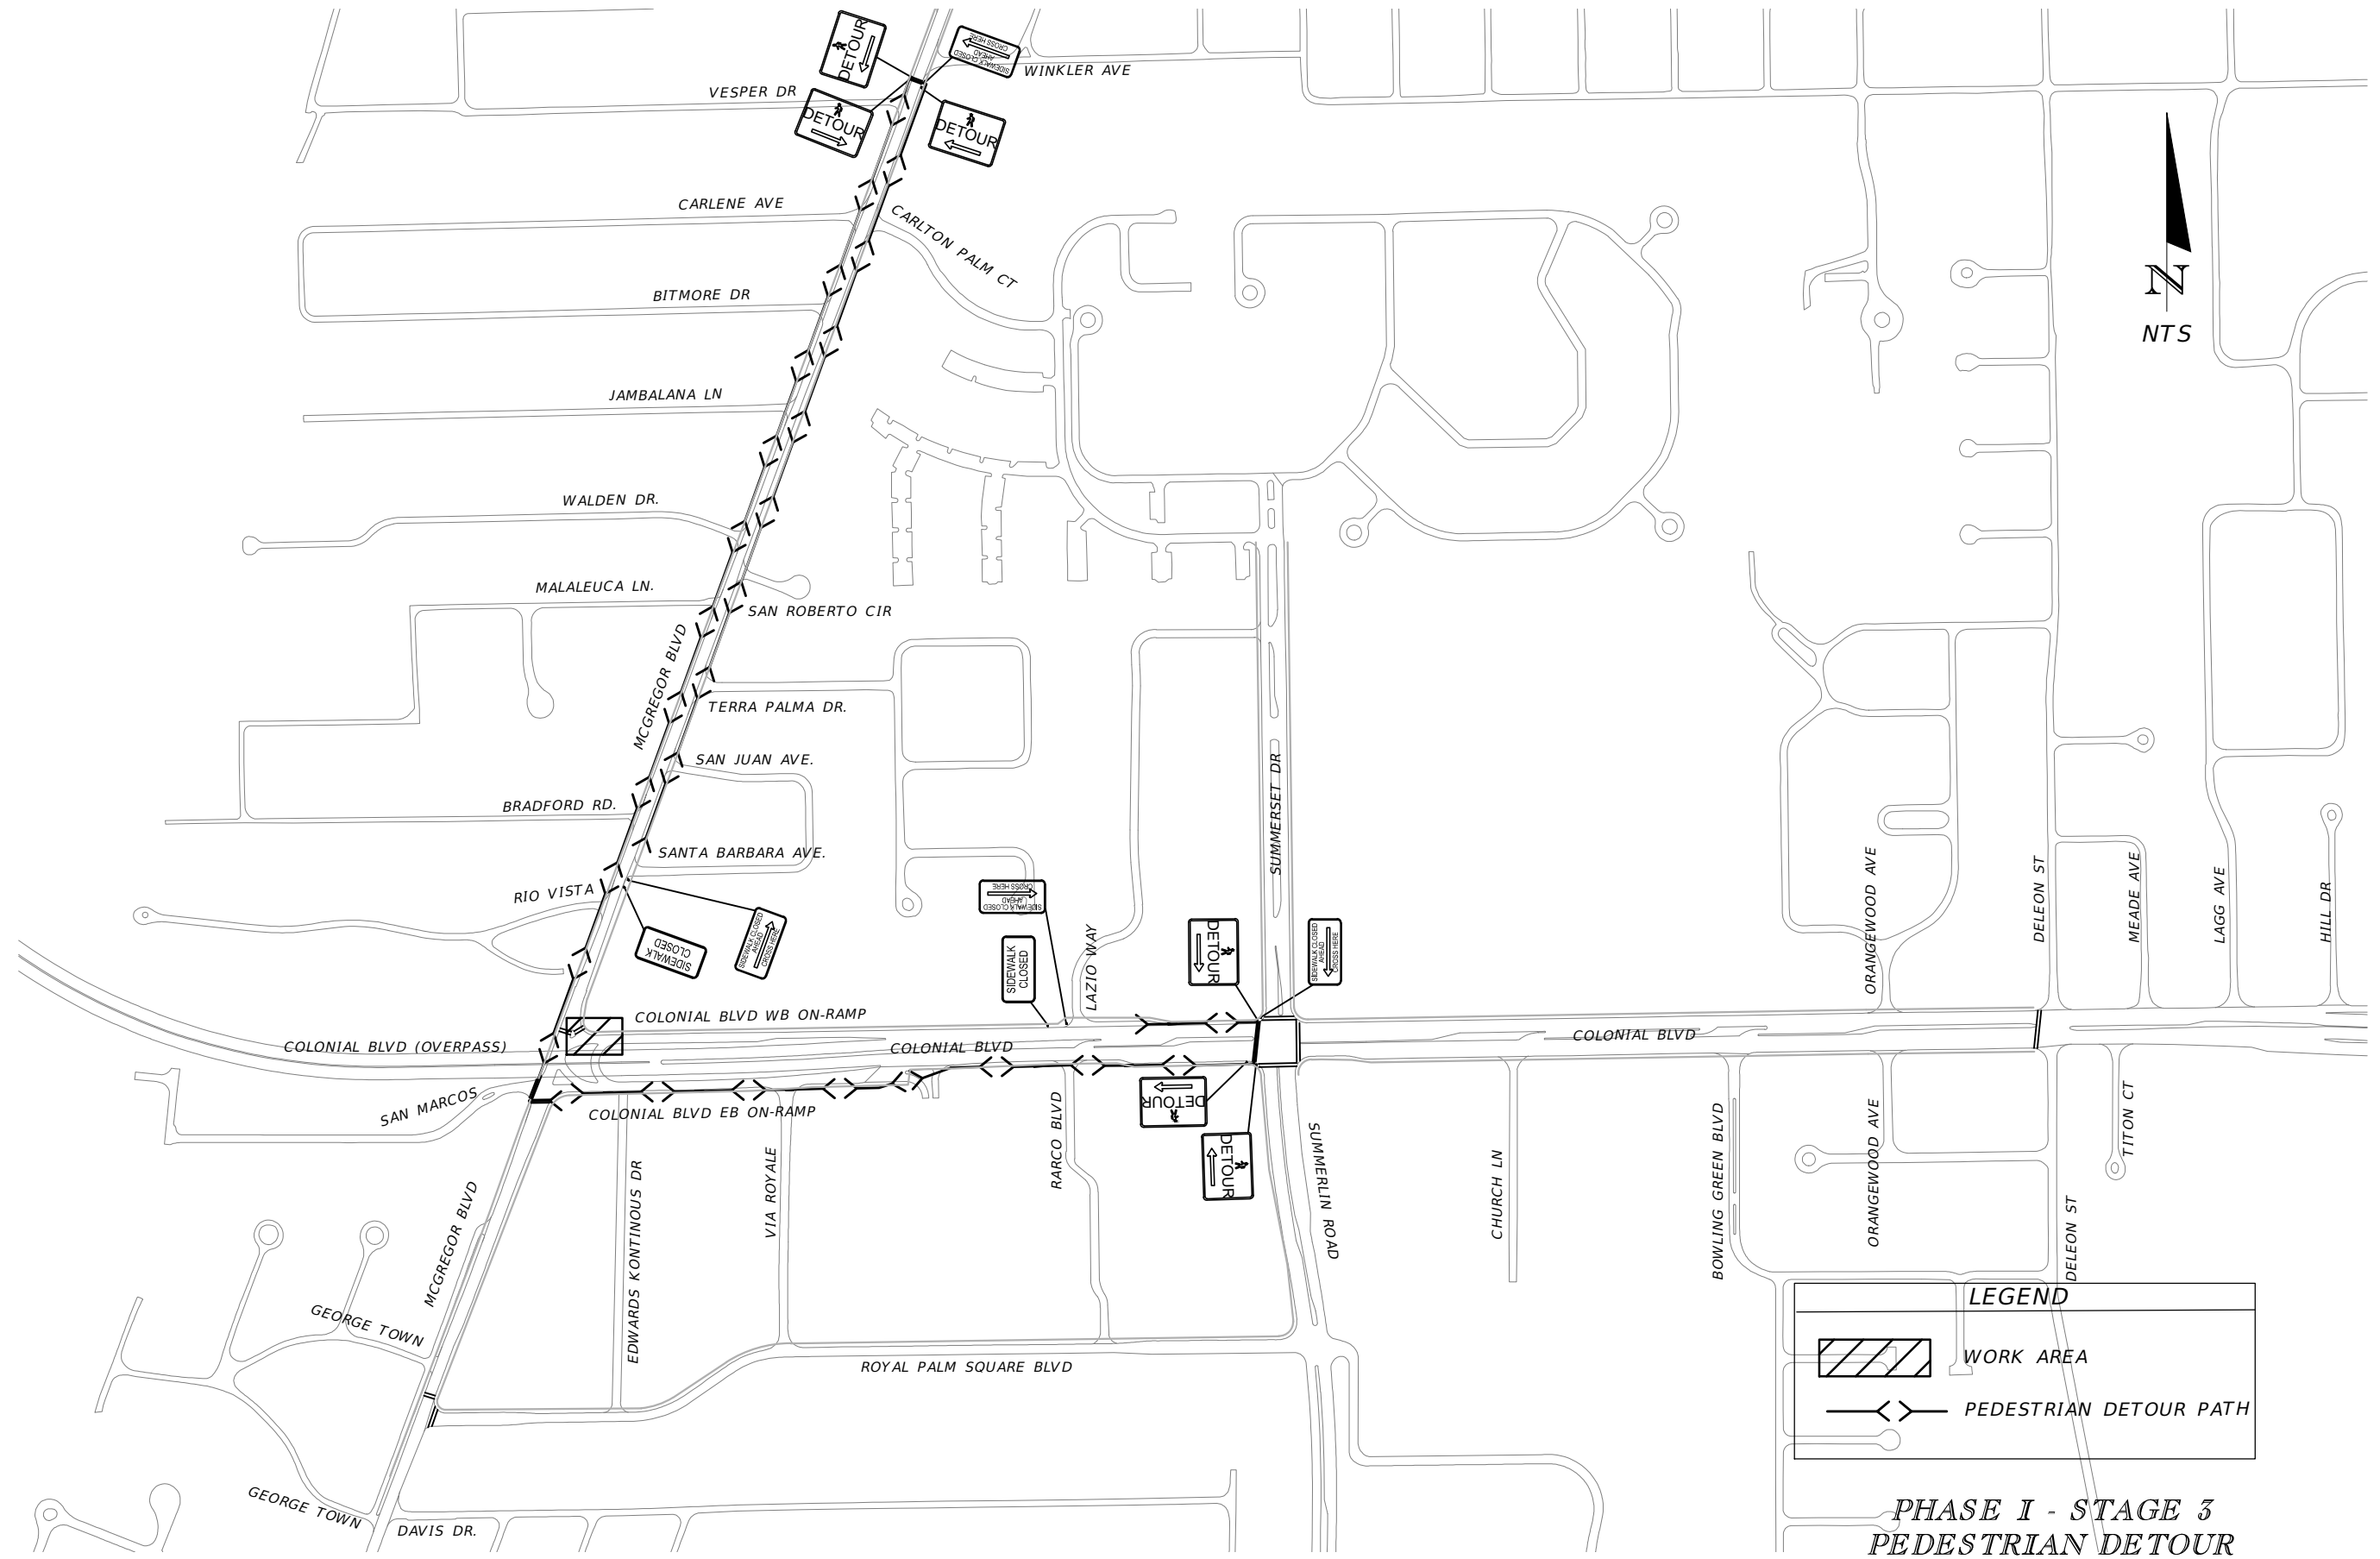 DETOUR
SIDEWALK CLOSED
AHEAD
CROSS HERE
WINKLER AVE
VESPER DR
DETOUR
DETOUR
CARLENE AVE
CARLTON PALM CT
BITMORE DR
N
NTS
JAMBALANA LN
WALDEN DR.
MALALEUCA LN.
SAN ROBERTO CIR
MCGREGOR BLVD
TERRA PALMA DR.
SAN JUAN AVE.
SUMMERSET DR
BRADFORD RD.
SANTA BARBARA AVE.
RIO VISTA
SIDEWALK CLOSED
AHEAD
CROSS HERE
ORANGEWOOD AVE
DELEON ST
MEADE AVE
LAGG AVE
HILL DR
SIDEWALK
CLOSED
SIDEWALK CLOSED
AHEAD
CROSS HERE
SIDEWALK
CLOSED
LAZIO WAY
DETOUR
SIDEWALK CLOSED
AHEAD
CROSS HERE
COLONIAL BLVD WB ON-RAMP
COLONIAL BLVD (OVERPASS)
COLONIAL BLVD
COLONIAL BLVD
SAN MARCOS
COLONIAL BLVD EB ON-RAMP
DETOUR
DETOUR
RARCO BLVD
VIA ROYALE
EDWARDS KONTINOUS DR
SUMMERLIN ROAD
CHURCH LN
BOWLING GREEN BLVD
ORANGEWOOD AVE
TITON CT
DELEON ST
MCGREGOR BLVD
GEORGE TOWN
ROYAL PALM SQUARE BLVD
LEGEND
WORK AREA
PEDESTRIAN DETOUR PATH
GEORGE TOWN
DAVIS DR.
PHASE I - STAGE 3
PEDESTRIAN DETOUR